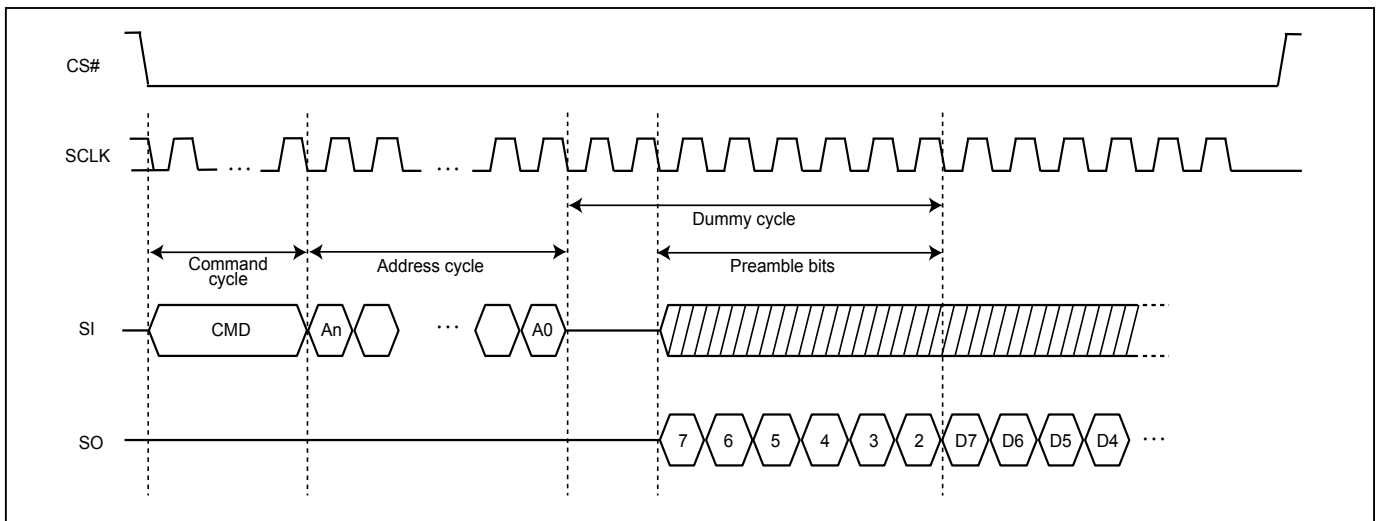 CS#
SCLK
... ...
Dummy cycle
Command cycle
Address cycle
Preamble bits
SI
CMD
An
...
A0
SO
7 6 5 4 3 2 D7 D6 D5 D4 ...